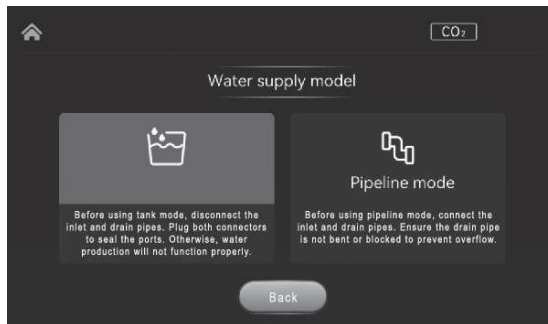 CO₂
Water supply model
Pipeline mode
Before using tank mode, disconnect the
inlet and drain pipes. Plug both connectors
to seal the ports. Otherwise, water
production will not function properly.
Before using pipeline mode, connect the
inlet and drain pipes. Ensure the drain pipe
is not bent or blocked to prevent overflow.
Back